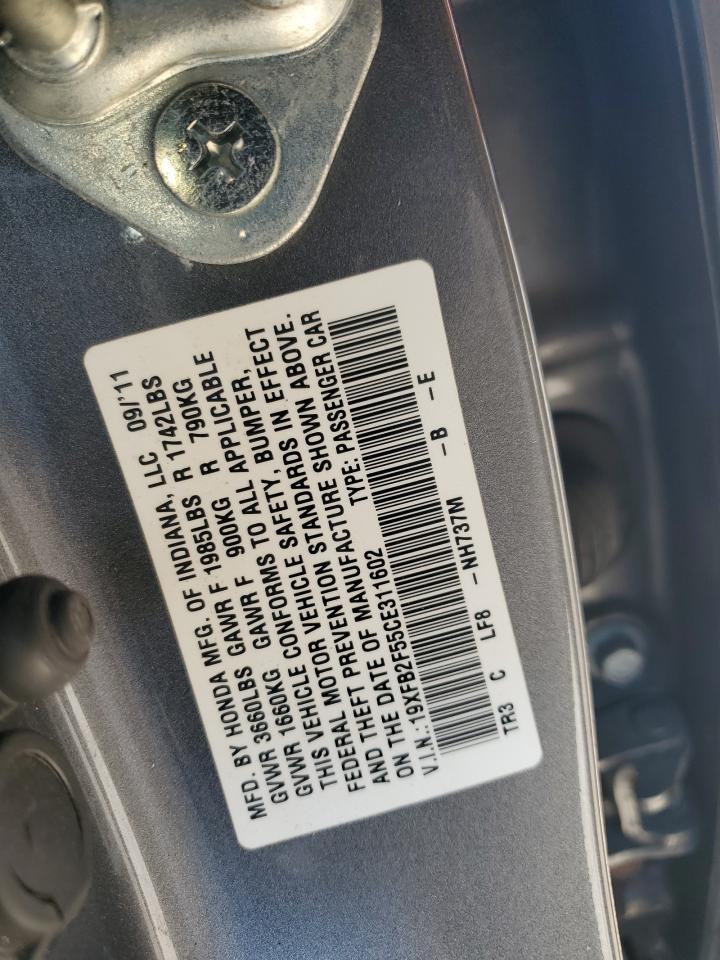 MFD. BY HONDA MFG. OF INDIANA, LLC 09/'11
GVWR 3660LBS GAWR F 1985LBS R 1742LBS
GVWR 1660KG GAWR F 900KG R 790KG
THIS VEHICLE CONFORMS TO ALL APPLICABLE
FEDERAL MOTOR VEHICLE SAFETY, BUMPER,
AND THEFT PREVENTION STANDARDS IN EFFECT
ON THE DATE OF MANUFACTURE SHOWN ABOVE.
V.I.N.:19XFB2F55CE311602 TYPE: PASSENGER CAR
TR3 C LF8 -NH737M -B -E